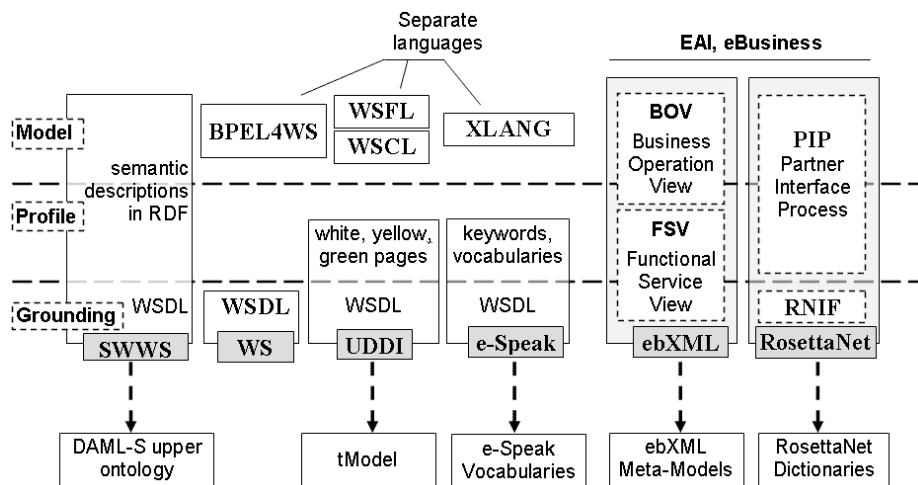 Separate
languages
EAI, eBusiness
Model
semantic
descriptions
in RDF
BPEL4WS
WSFL
WSCL
XLANG
BOV
Business
Operation
View
PIP
Partner
Interface
Process
Profile
white, yellow,
green pages
keywords,
vocabularies
FSV
Functional
Service
View
Grounding
WSDL
WSDL
WSDL
WSDL
RNIF
SWWS
WS
UDDI
e-Speak
ebXML
RosettaNet
DAML-S upper
ontology
tModel
e-Speak
Vocabularies
ebXML
Meta-Models
RosettaNet
Dictionaries